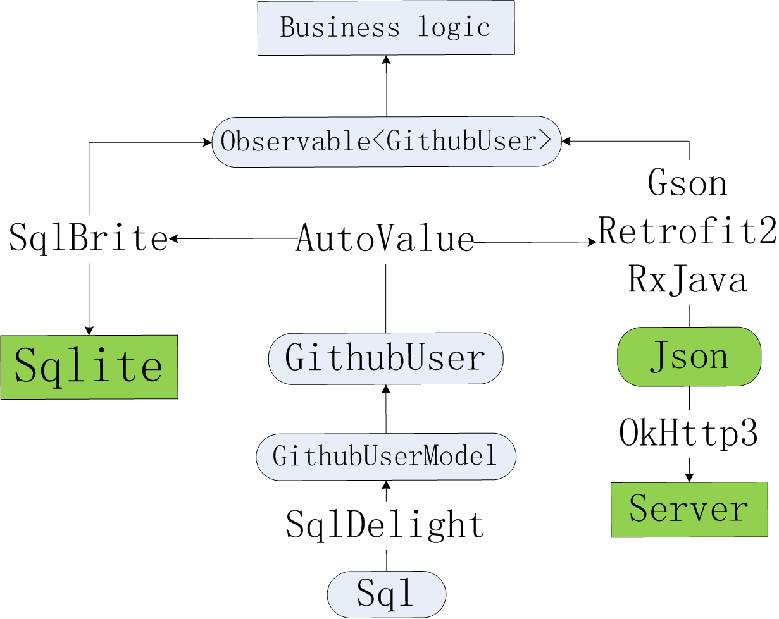 Business logic
Observable<GithubUser>
Gson
SqlBrite
AutoValue
Retrofit2
RxJava
Sqlite
GithubUser
Json
GithubUserModel
OkHttp3
SqlDelight
Server
Sql